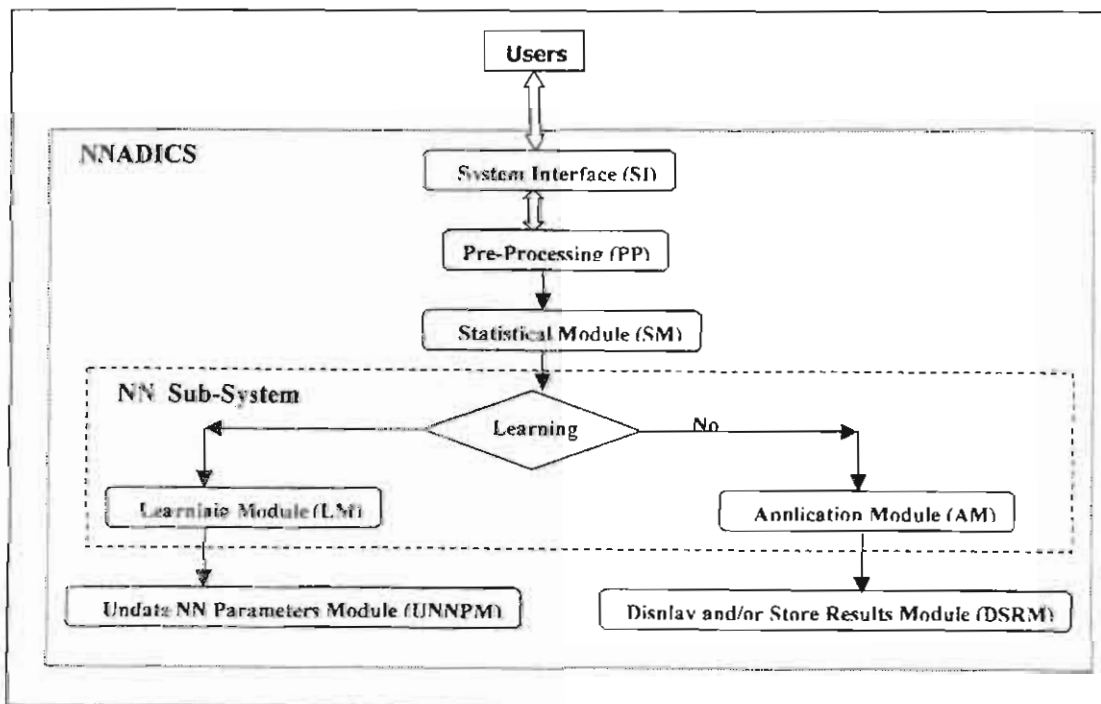 Users
NNADICS
System Interface (SI)
Pre-Processing (PP)
Statistical Module (SM)
NN Sub-System
Learning
No
Learning Module (LM)
Application Module (AM)
Update NN Parameters Module (UNNPM)
Display and/or Store Results Module (DSRM)